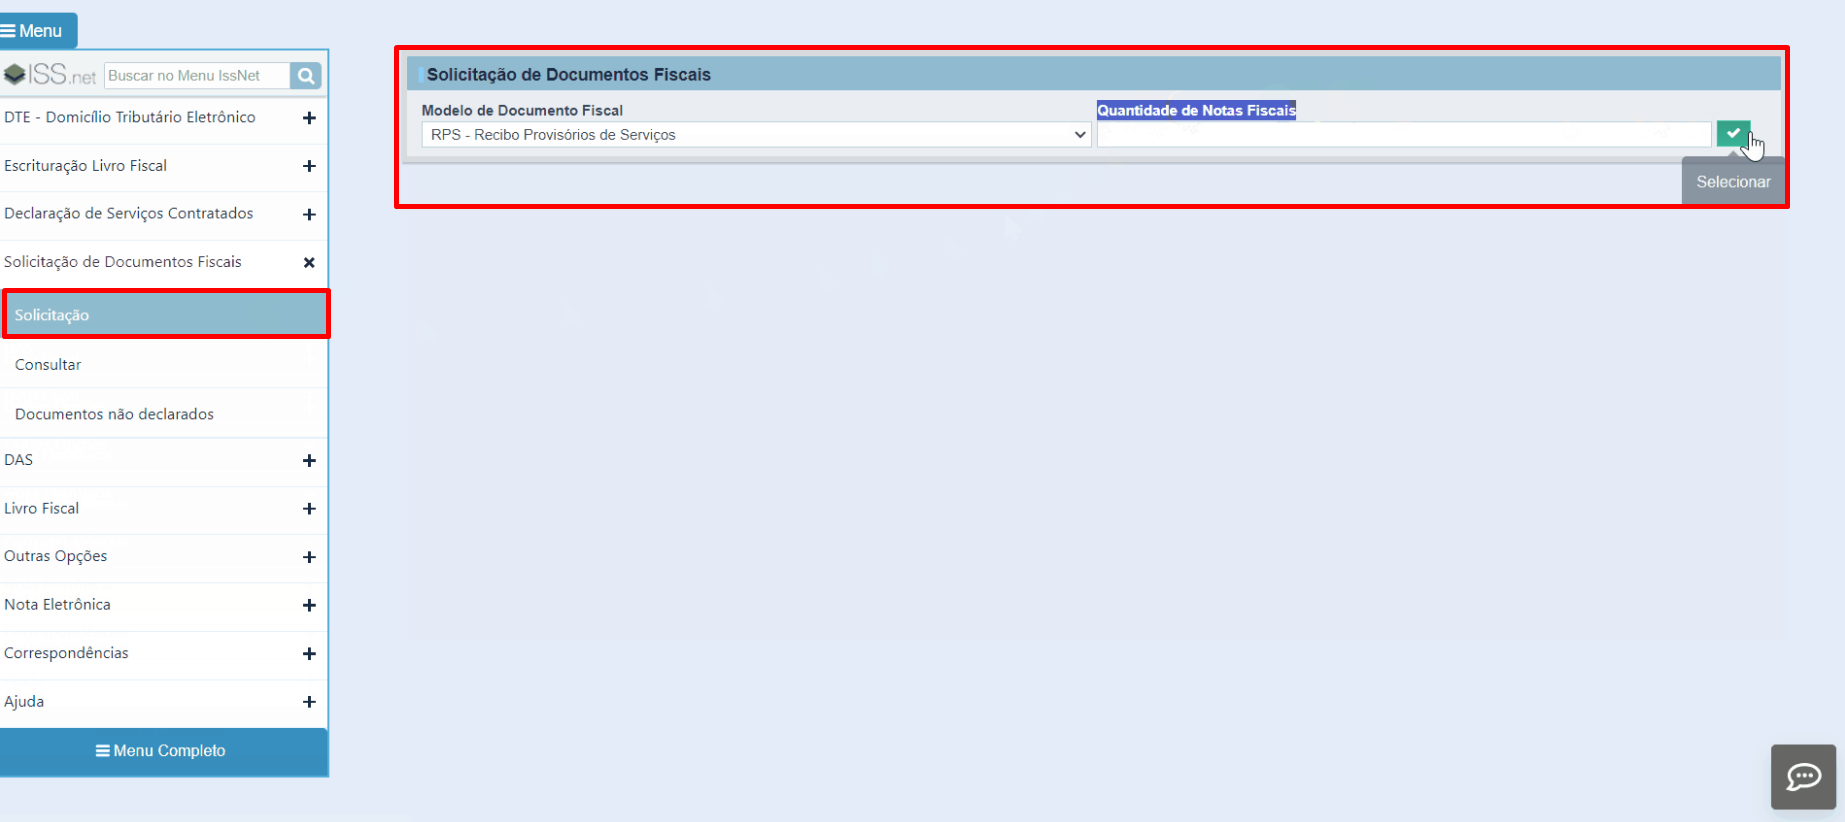 Menu
ISS.net
Buscar no Menu IssNet
DTE - Domicílio Tributário Eletrônico
Escrituração Livro Fiscal
Declaração de Serviços Contratados
Solicitação de Documentos Fiscais
Solicitação
Consultar
Documentos não declarados
DAS
Livro Fiscal
Outras Opções
Nota Eletrônica
Correspondências
Ajuda
Menu Completo
Solicitação de Documentos Fiscais
Modelo de Documento Fiscal
Quantidade de Notas Fiscais
RPS - Recibo Provisórios de Serviços
Selecionar